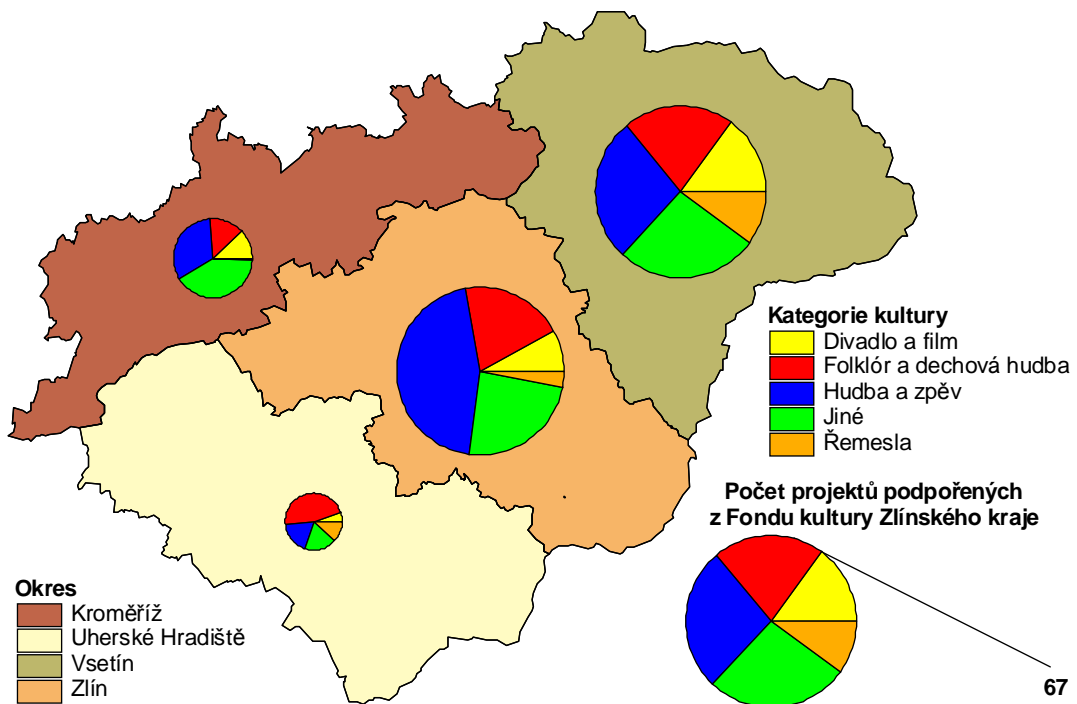 Kategorie kultury
Divadlo a film
Folklór a dechová hudba
Hudba a zpěv
Jiné
Řemesla
Počet projektů podpořených
z Fondu kultury Zlínského kraje
67
Okres
Kroměříž
Uherské Hradiště
Vsetín
Zlín